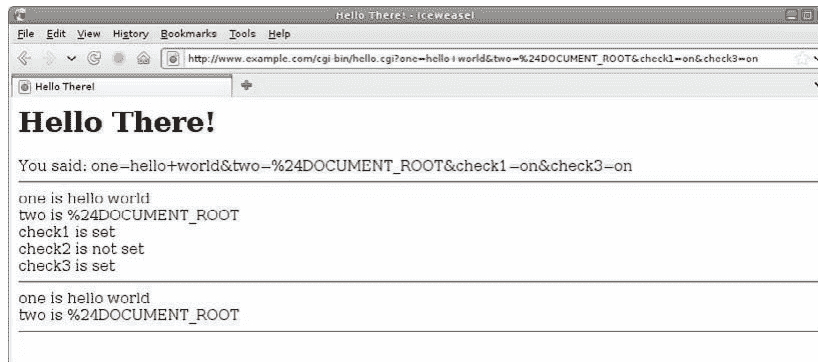 Hello There! - Iceweasel
File Edit View History Bookmarks Tools Help
http://www.example.com/cgi-bin/hello.cgi?one=hello+world&two=%24DOCUMENT_ROOT&check1=on&check3=on
Hello There!
Hello There!
You said: one=hello+world&two=%24DOCUMENT_ROOT&check1=on&check3=on
one is hello world
two is %24DOCUMENT_ROOT
check1 is set
check2 is not set
check3 is set
one is hello world
two is %24DOCUMENT_ROOT